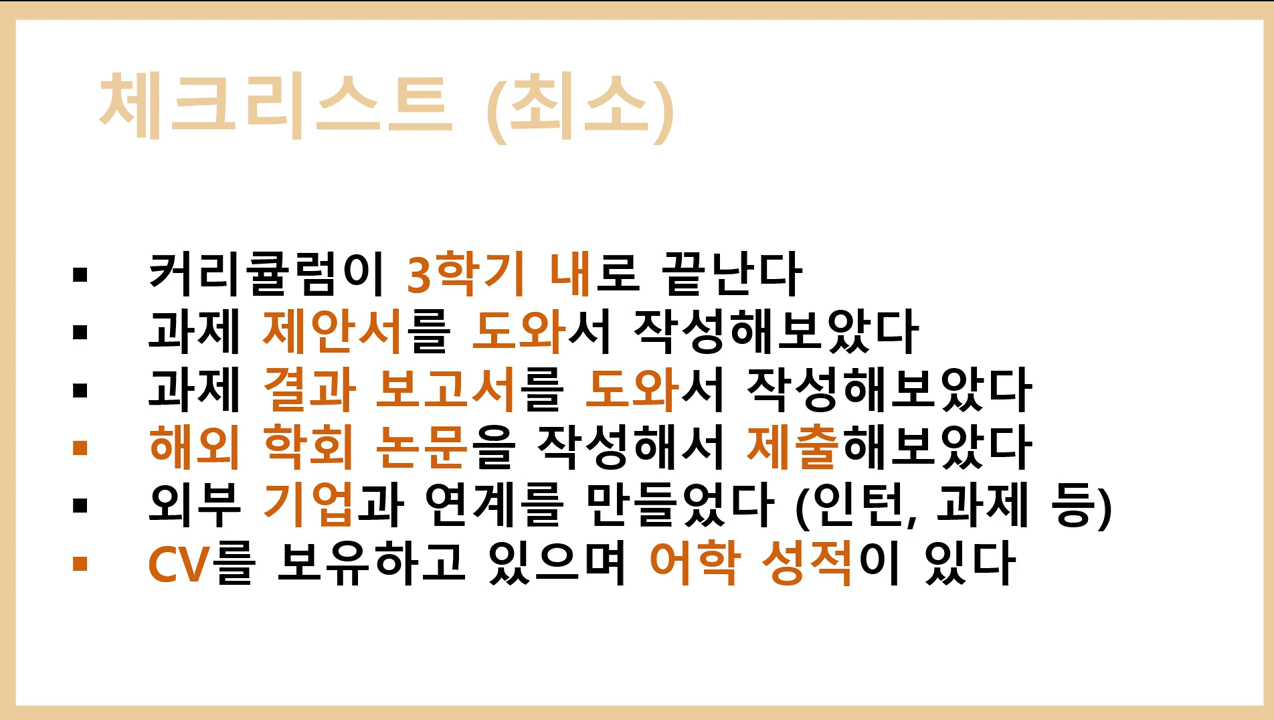 체크리스트 (최소)
▪ 커리큘럼이 3학기 내로 끝난다
▪ 과제 제안서를 도와서 작성해보았다
▪ 과제 결과 보고서를 도와서 작성해보았다
▪ 해외 학회 논문을 작성해서 제출해보았다
▪ 외부 기업과 연계를 만들었다 (인턴, 과제 등)
▪ CV를 보유하고 있으며 어학 성적이 있다